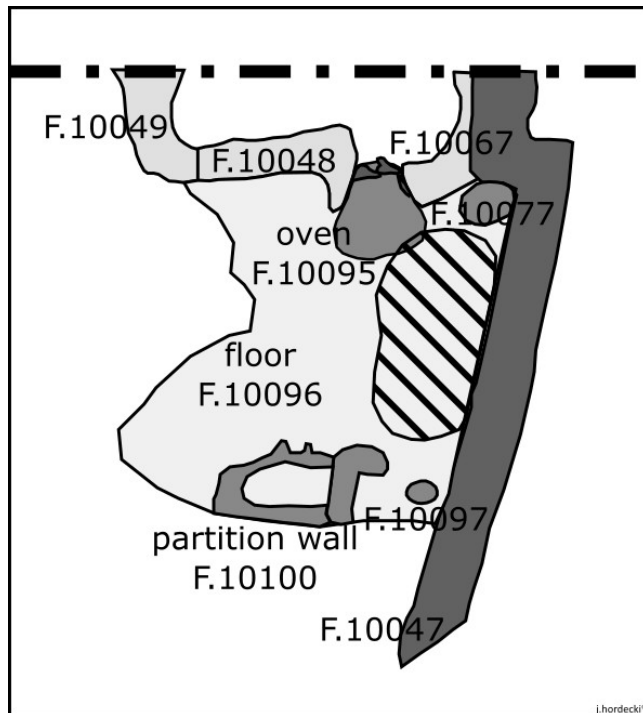 F.10049
F.10048
F.10067
F.10077
oven
F.10095
floor
F.10096
F.10097
partition wall
F.10100
F.10047
j.hordecki